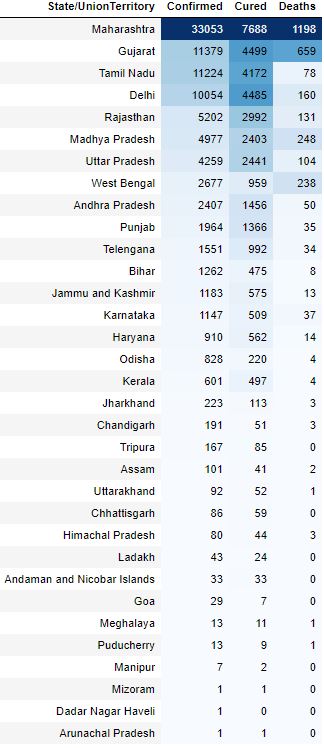 State/UnionTerritory Confirmed Cured Deaths
Maharashtra 33053 7688 1198
Gujarat 11379 4499 659
Tamil Nadu 11224 4172 78
Delhi 10054 4485 160
Rajasthan 5202 2992 131
Madhya Pradesh 4977 2403 248
Uttar Pradesh 4259 2441 104
West Bengal 2677 959 238
Andhra Pradesh 2407 1456 50
Punjab 1964 1366 35
Telengana 1551 992 34
Bihar 1262 475 8
Jammu and Kashmir 1183 575 13
Karnataka 1147 509 37
Haryana 910 562 14
Odisha 828 220 4
Kerala 601 497 4
Jharkhand 223 113 3
Chandigarh 191 51 3
Tripura 167 85 0
Assam 101 41 2
Uttarakhand 92 52 1
Chhattisgarh 86 59 0
Himachal Pradesh 80 44 3
Ladakh 43 24 0
Andaman and Nicobar Islands 33 33 0
Goa 29 7 0
Meghalaya 13 11 1
Puducherry 13 9 1
Manipur 7 2 0
Mizoram 1 1 0
Dadar Nagar Haveli 1 0 0
Arunachal Pradesh 1 1 0